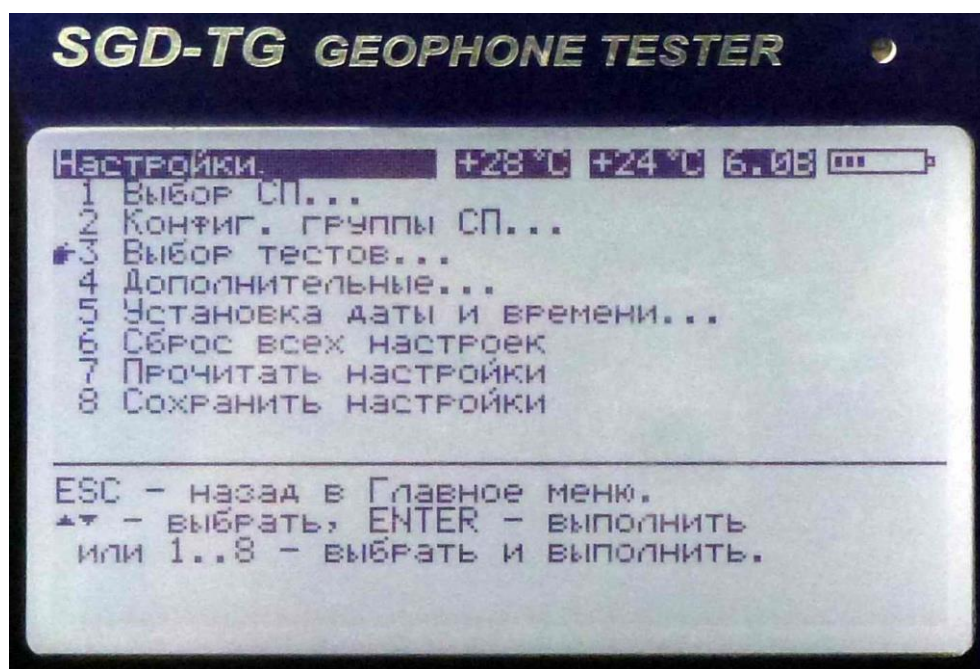 SGD-TG GEOPHONE TESTER
Настройки. +28°C +24°C 6.0В
1 Выбор СП...
2 Конфиг. группы СП...
3 Выбор тестов...
4 Дополнительные...
5 Установка даты и времени...
6 Сброс всех настроек
7 Прочитать настройки
8 Сохранить настройки
ESC - назад в Главное меню.
▲▼ - выбрать, ENTER - выполнить
или 1..8 - выбрать и выполнить.